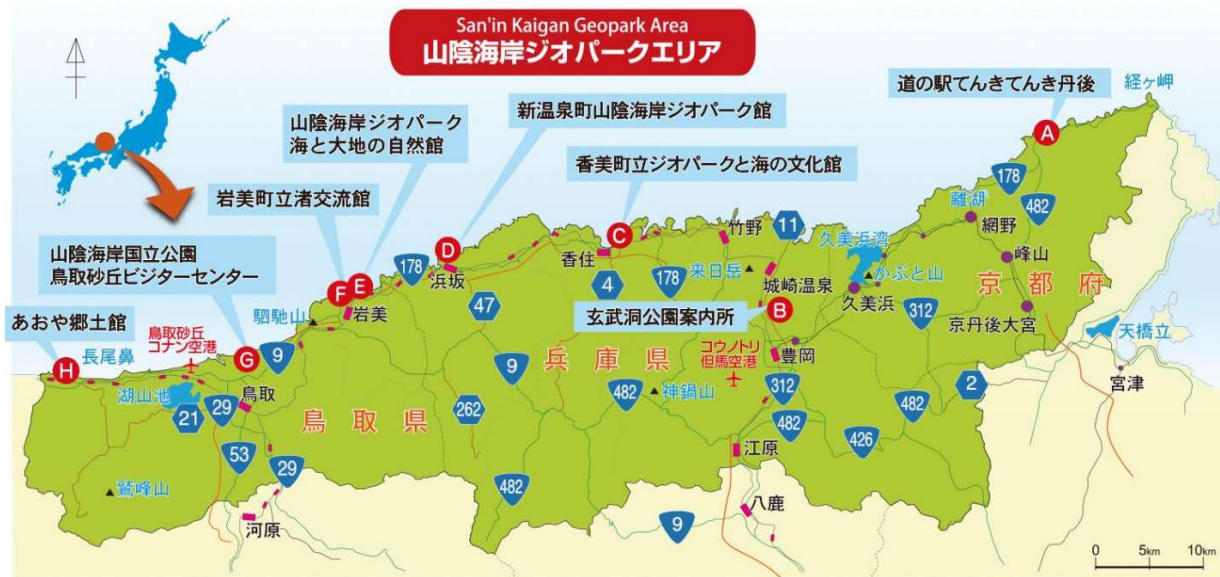 San'in Kaigan Geopark Area
山陰海岸ジオパークエリア
道の駅てんきてんき丹後
経ヶ岬
新温泉町山陰海岸ジオパーク館
山陰海岸ジオパーク
海と大地の自然館
香美町立ジオパークと海の文化館
岩美町立渚交流館
山陰海岸国立公園
鳥取砂丘ビジターセンター
あおや郷土館
玄武洞公園案内所
A
178
482
離湖
網野
峰山
京都府
C
竹野
11
久美浜湾
D
178
浜坂
香住
4
178
来日岳
城崎温泉
かぶと山
久美浜
312
京丹後大宮
F
E
岩美
47
B
天橋立
駟馳山
鳥取砂丘
コナン空港
長尾鼻
H
G
9
兵庫県
コウノトリ
但馬空港
豊岡
宮津
湖山池
鳥取
9
312
2
21
29
鳥取県
262
482
神鍋山
482
482
426
53
29
江原
鷲峰山
482
河原
9
八鹿
0
5km
10km